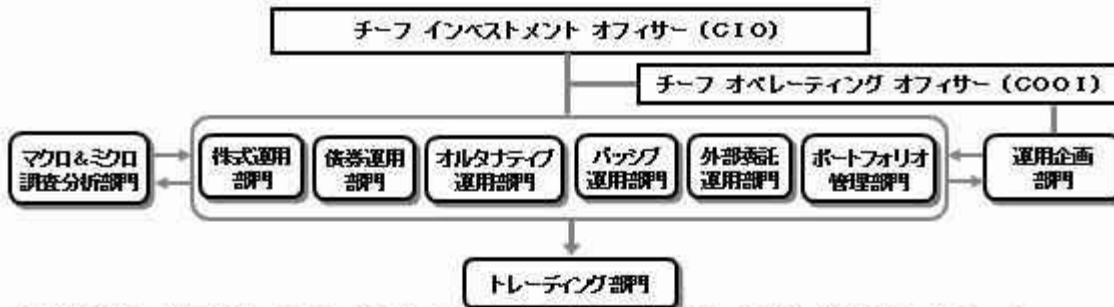 チーフ インベストメント オフィサー (CIO)
チーフ オペレーティング オフィサー (COOI)
マクロ&ミクロ
調査分析部門
株式運用
部門
債券運用
部門
オルタナティブ
運用部門
パッシブ
運用部門
外部委託
運用部門
ポートフォリオ
管理部門
運用企画
部門
トレーディング部門